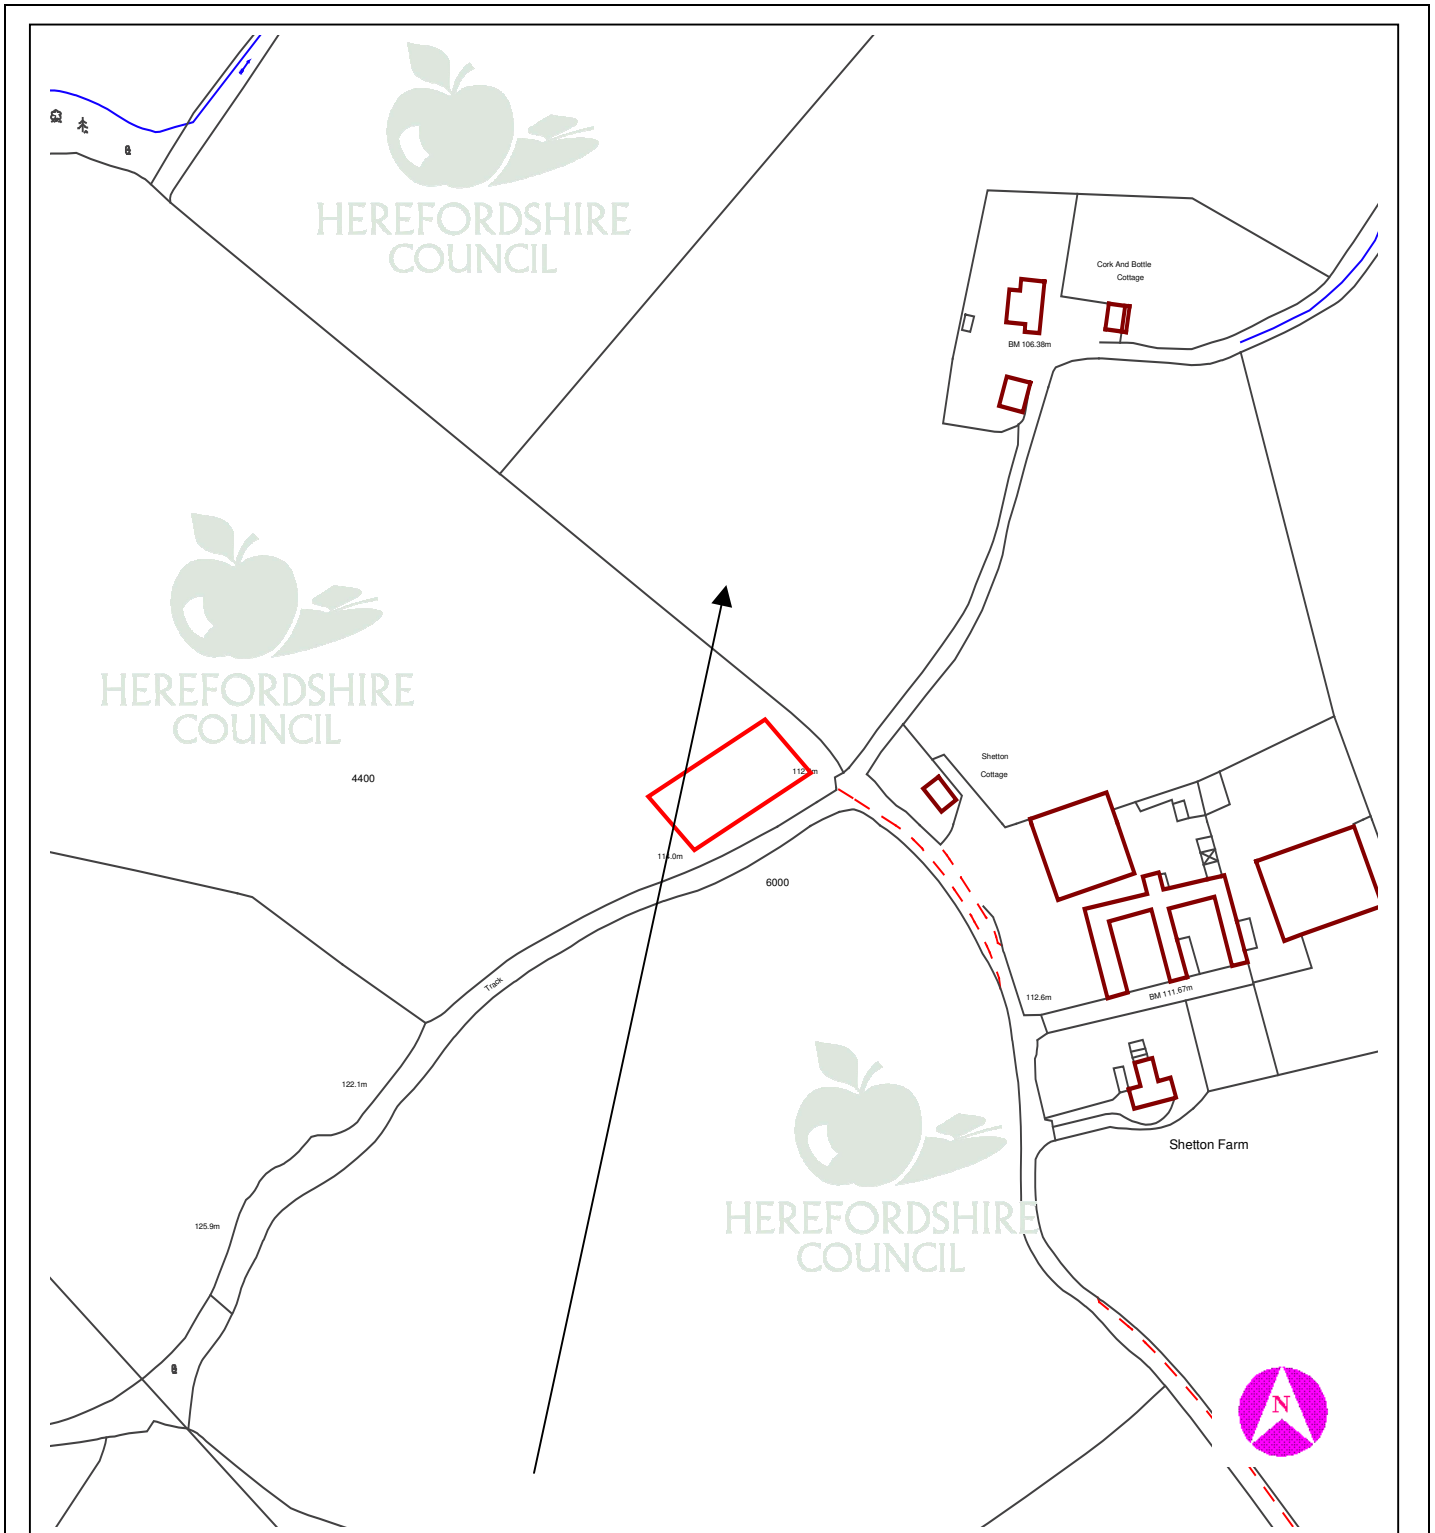 HEREFORDSHIRE
COUNCIL
Cork And Bottle
Cottage
BM 106.38m
HEREFORDSHIRE
COUNCIL
Shetton
Cottage
4400
6000
Track
112.6m
BM 111.67m
122.1m
HEREFORDSHIRE
COUNCIL
Shetton Farm
125.9m
N